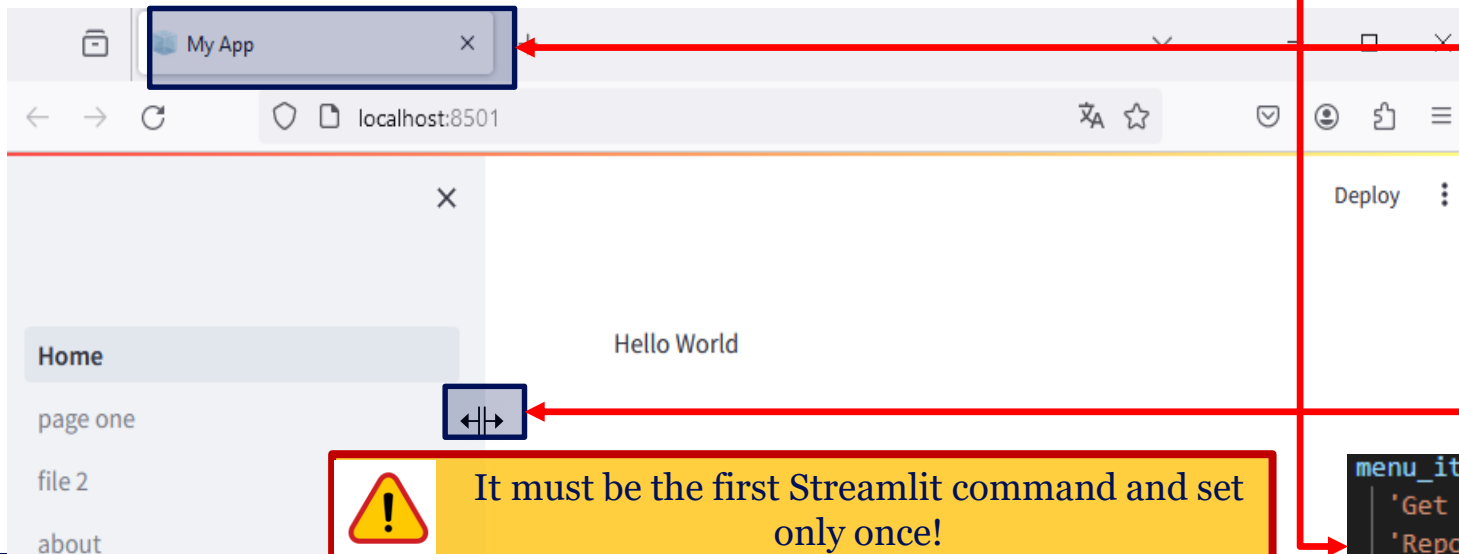 My App
localhost:8501
Deploy
Home
Hello World
page one
file 2
about
It must be the first Streamlit command and set
only once!
menu_it
'Get
'Repo